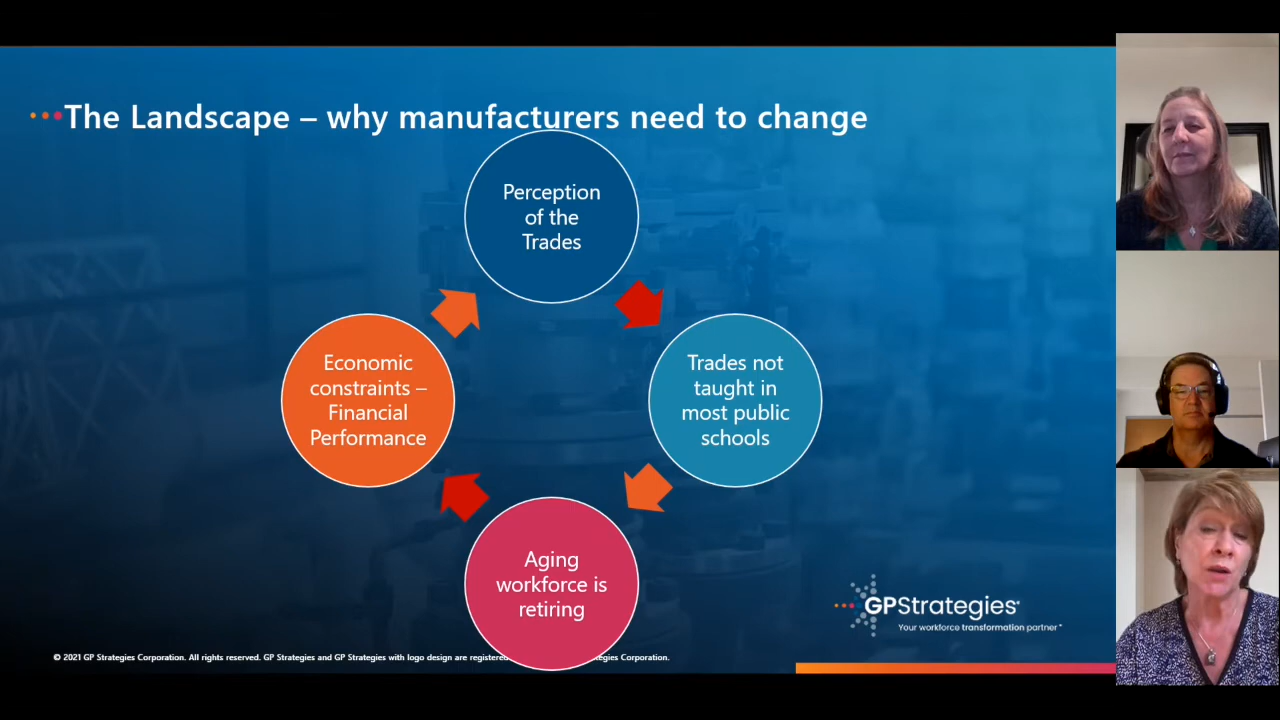 The Landscape – why manufacturers need to change
Perception
of the
Trades
Economic
constraints –
Financial
Performance
Trades not
taught in
most public
schools
Aging
workforce is
retiring
GPStrategies
Your workforce transformation partner™
© 2021 GP Strategies Corporation. All rights reserved. GP Strategies and GP Strategies with logo design are registered Corporation.